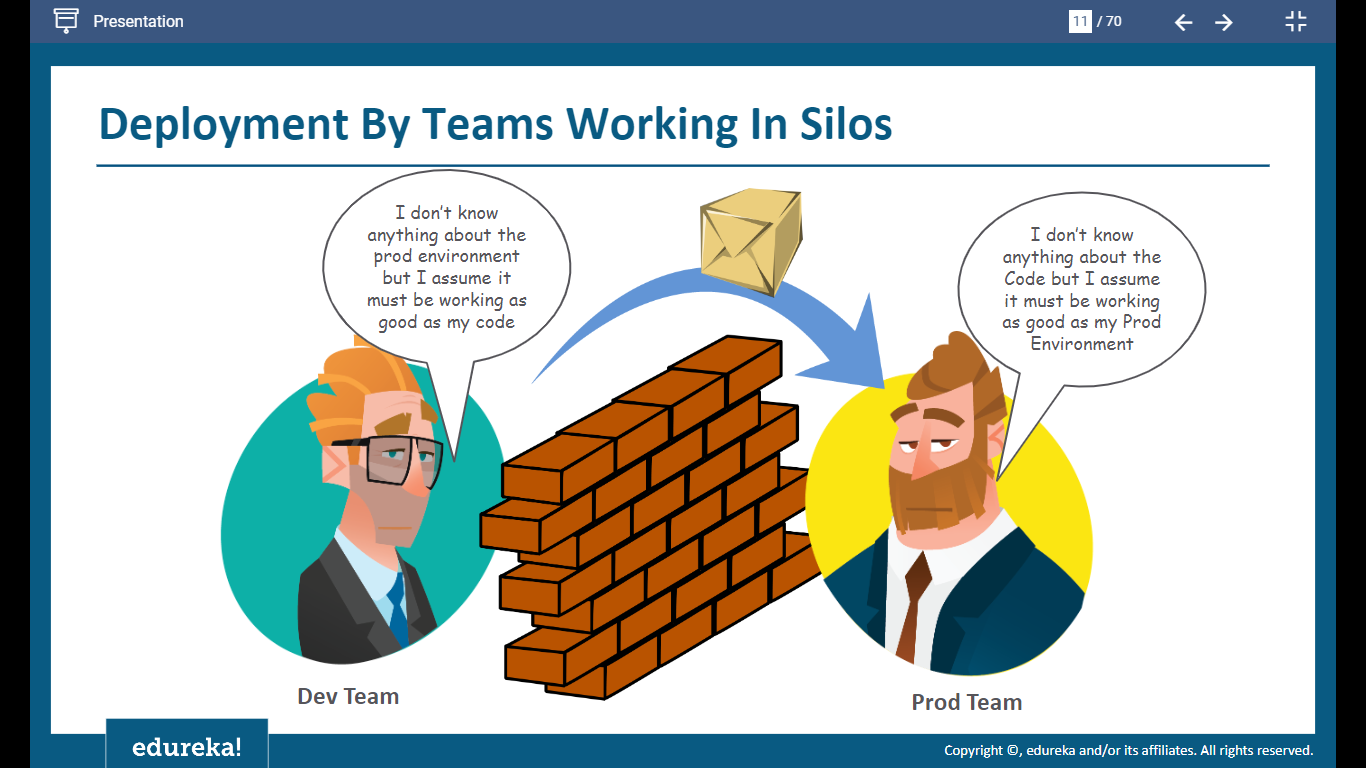 Presentation
11 / 70
Deployment By Teams Working In Silos
I don't know
anything about the
prod environment
but I assume it
must be working as
good as my code
I don't know
anything about the
Code but I assume
it must be working
as good as my Prod
Environment
Dev Team
Prod Team
edureka!
Copyright ©, edureka and/or its affiliates. All rights reserved.